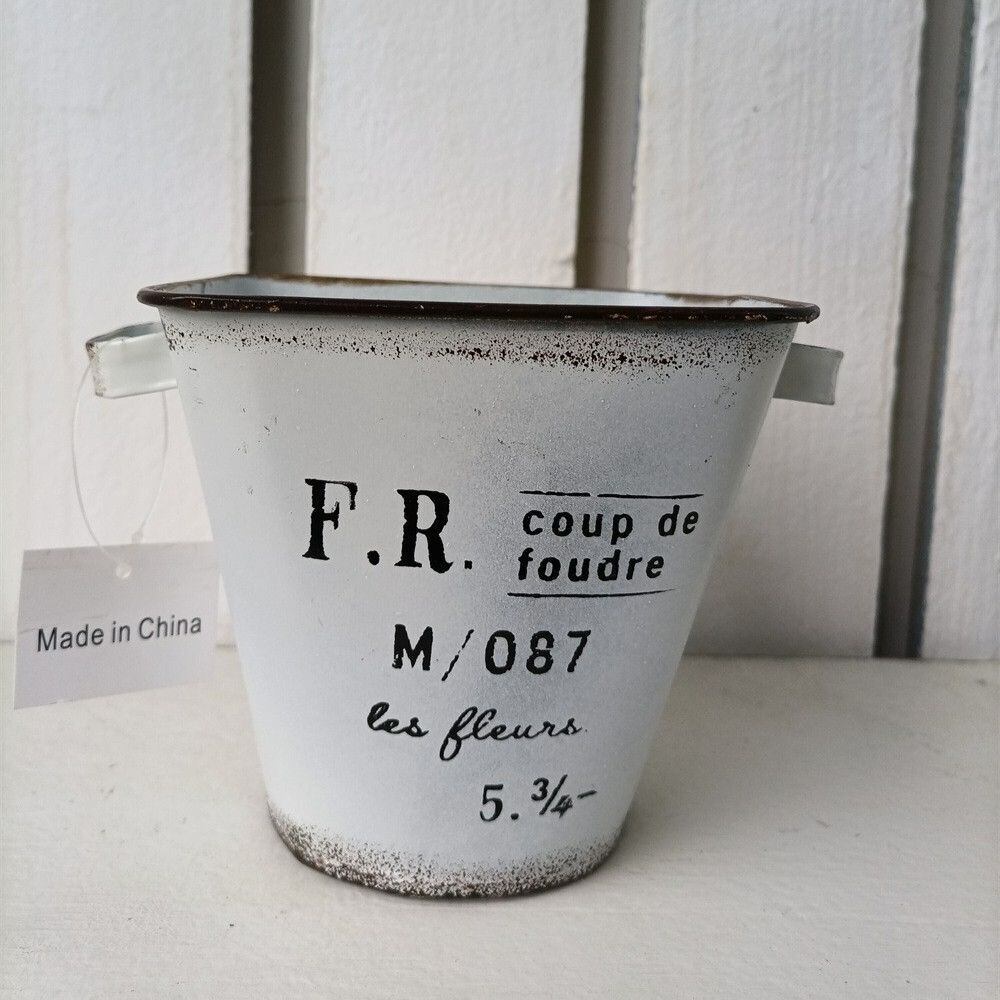 F.R.
coup de
foudre
M/087
les fleurs
5.¾-
Made in China